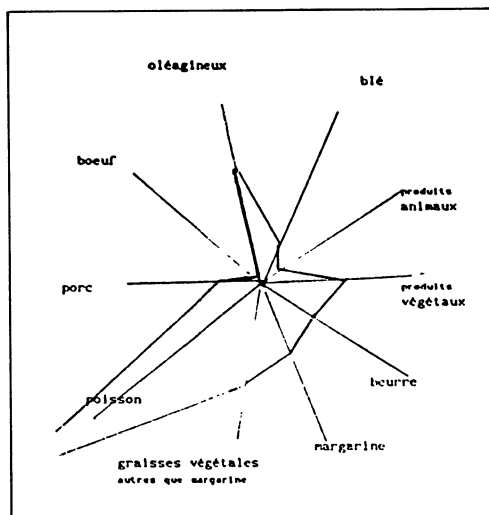 oléagineux
blé
boeuf
produits
animaux
porc
produits
végétaux
poisson
beurre
margarine
graisses végétales
autres que margarine